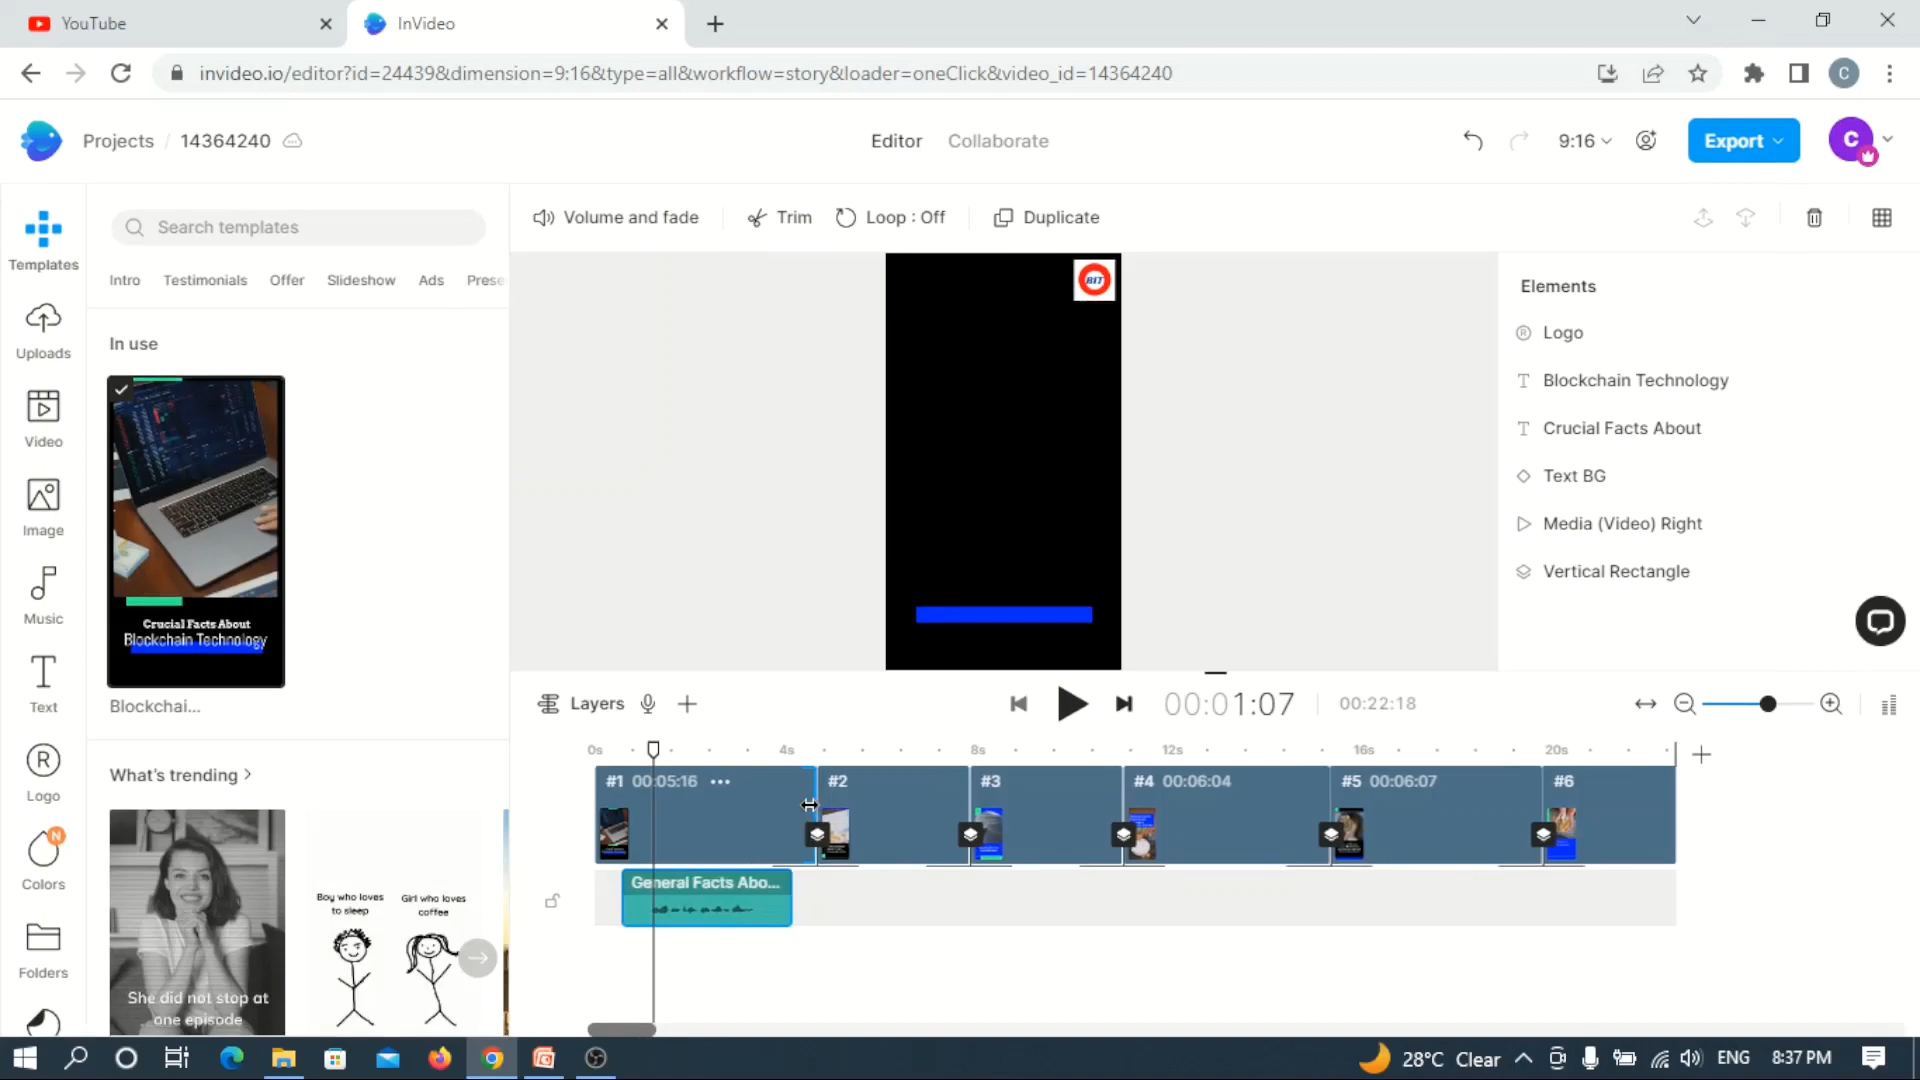 YouTube
InVideo
invideo.io/editor?id=24439&dimension=9:16&type=all&workflow=story&loader=oneClick&video_id=14364240
C
Projects / 14364240
Editor
Collaborate
9:16
Export
C
Templates
Uploads
Video
Image
Music
Text
Logo
Colors
N
Folders
Search templates
Intro
Testimonials
Offer
Slideshow
Ads
Prese
In use
Crucial Facts About
Blockchain Technology
Blockchai...
What's trending >
She did not stop at
one episode
Boy who loves
to sleep
Girl who loves
coffee
Volume and fade
Trim
Loop : Off
Duplicate
BIT
Elements
Logo
Blockchain Technology
Crucial Facts About
Text BG
Media (Video) Right
Vertical Rectangle
Layers
00:01:07
00:22:18
0s
4s
8s
12s
16s
20s
#1 00:05:16
#2
#3
#4 00:06:04
#5 00:06:07
#6
General Facts Abo...
28°C Clear
ENG
8:37 PM